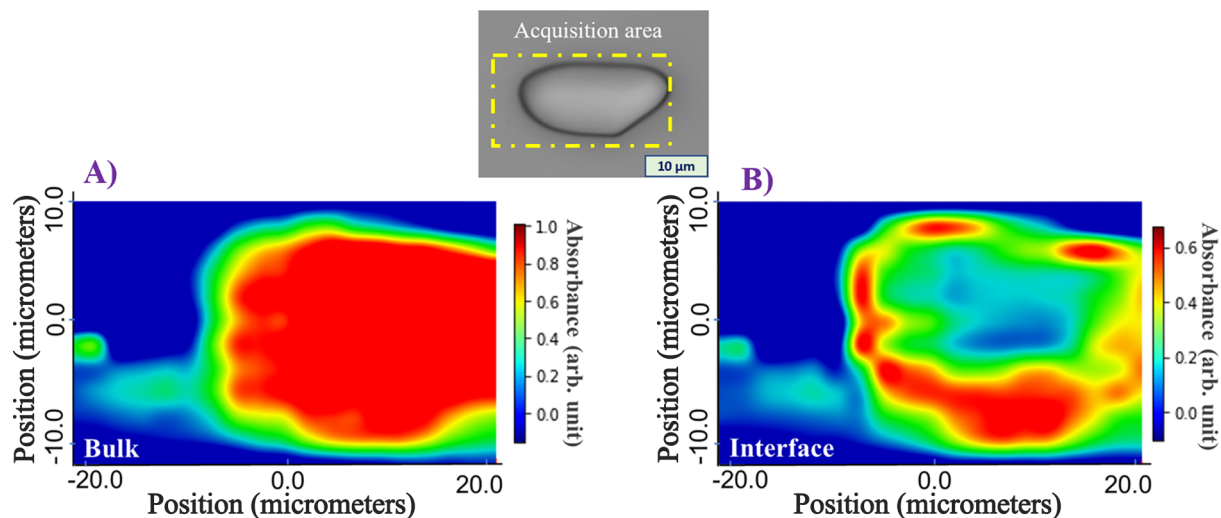 Acquisition area
10 µm
A)
B)
Position (micrometers)
10.0
0.0
-10.0
Bulk
-20.0
0.0
20.0
Position (micrometers)
1.0
0.8
0.6
0.4
0.2
0.0
Absorbance (arb. unit)
Position (micrometers)
10.0
0.0
-10.0
Interface
-20.0
0.0
20.0
Position (micrometers)
0.6
0.4
0.2
0.0
Absorbance (arb. unit)